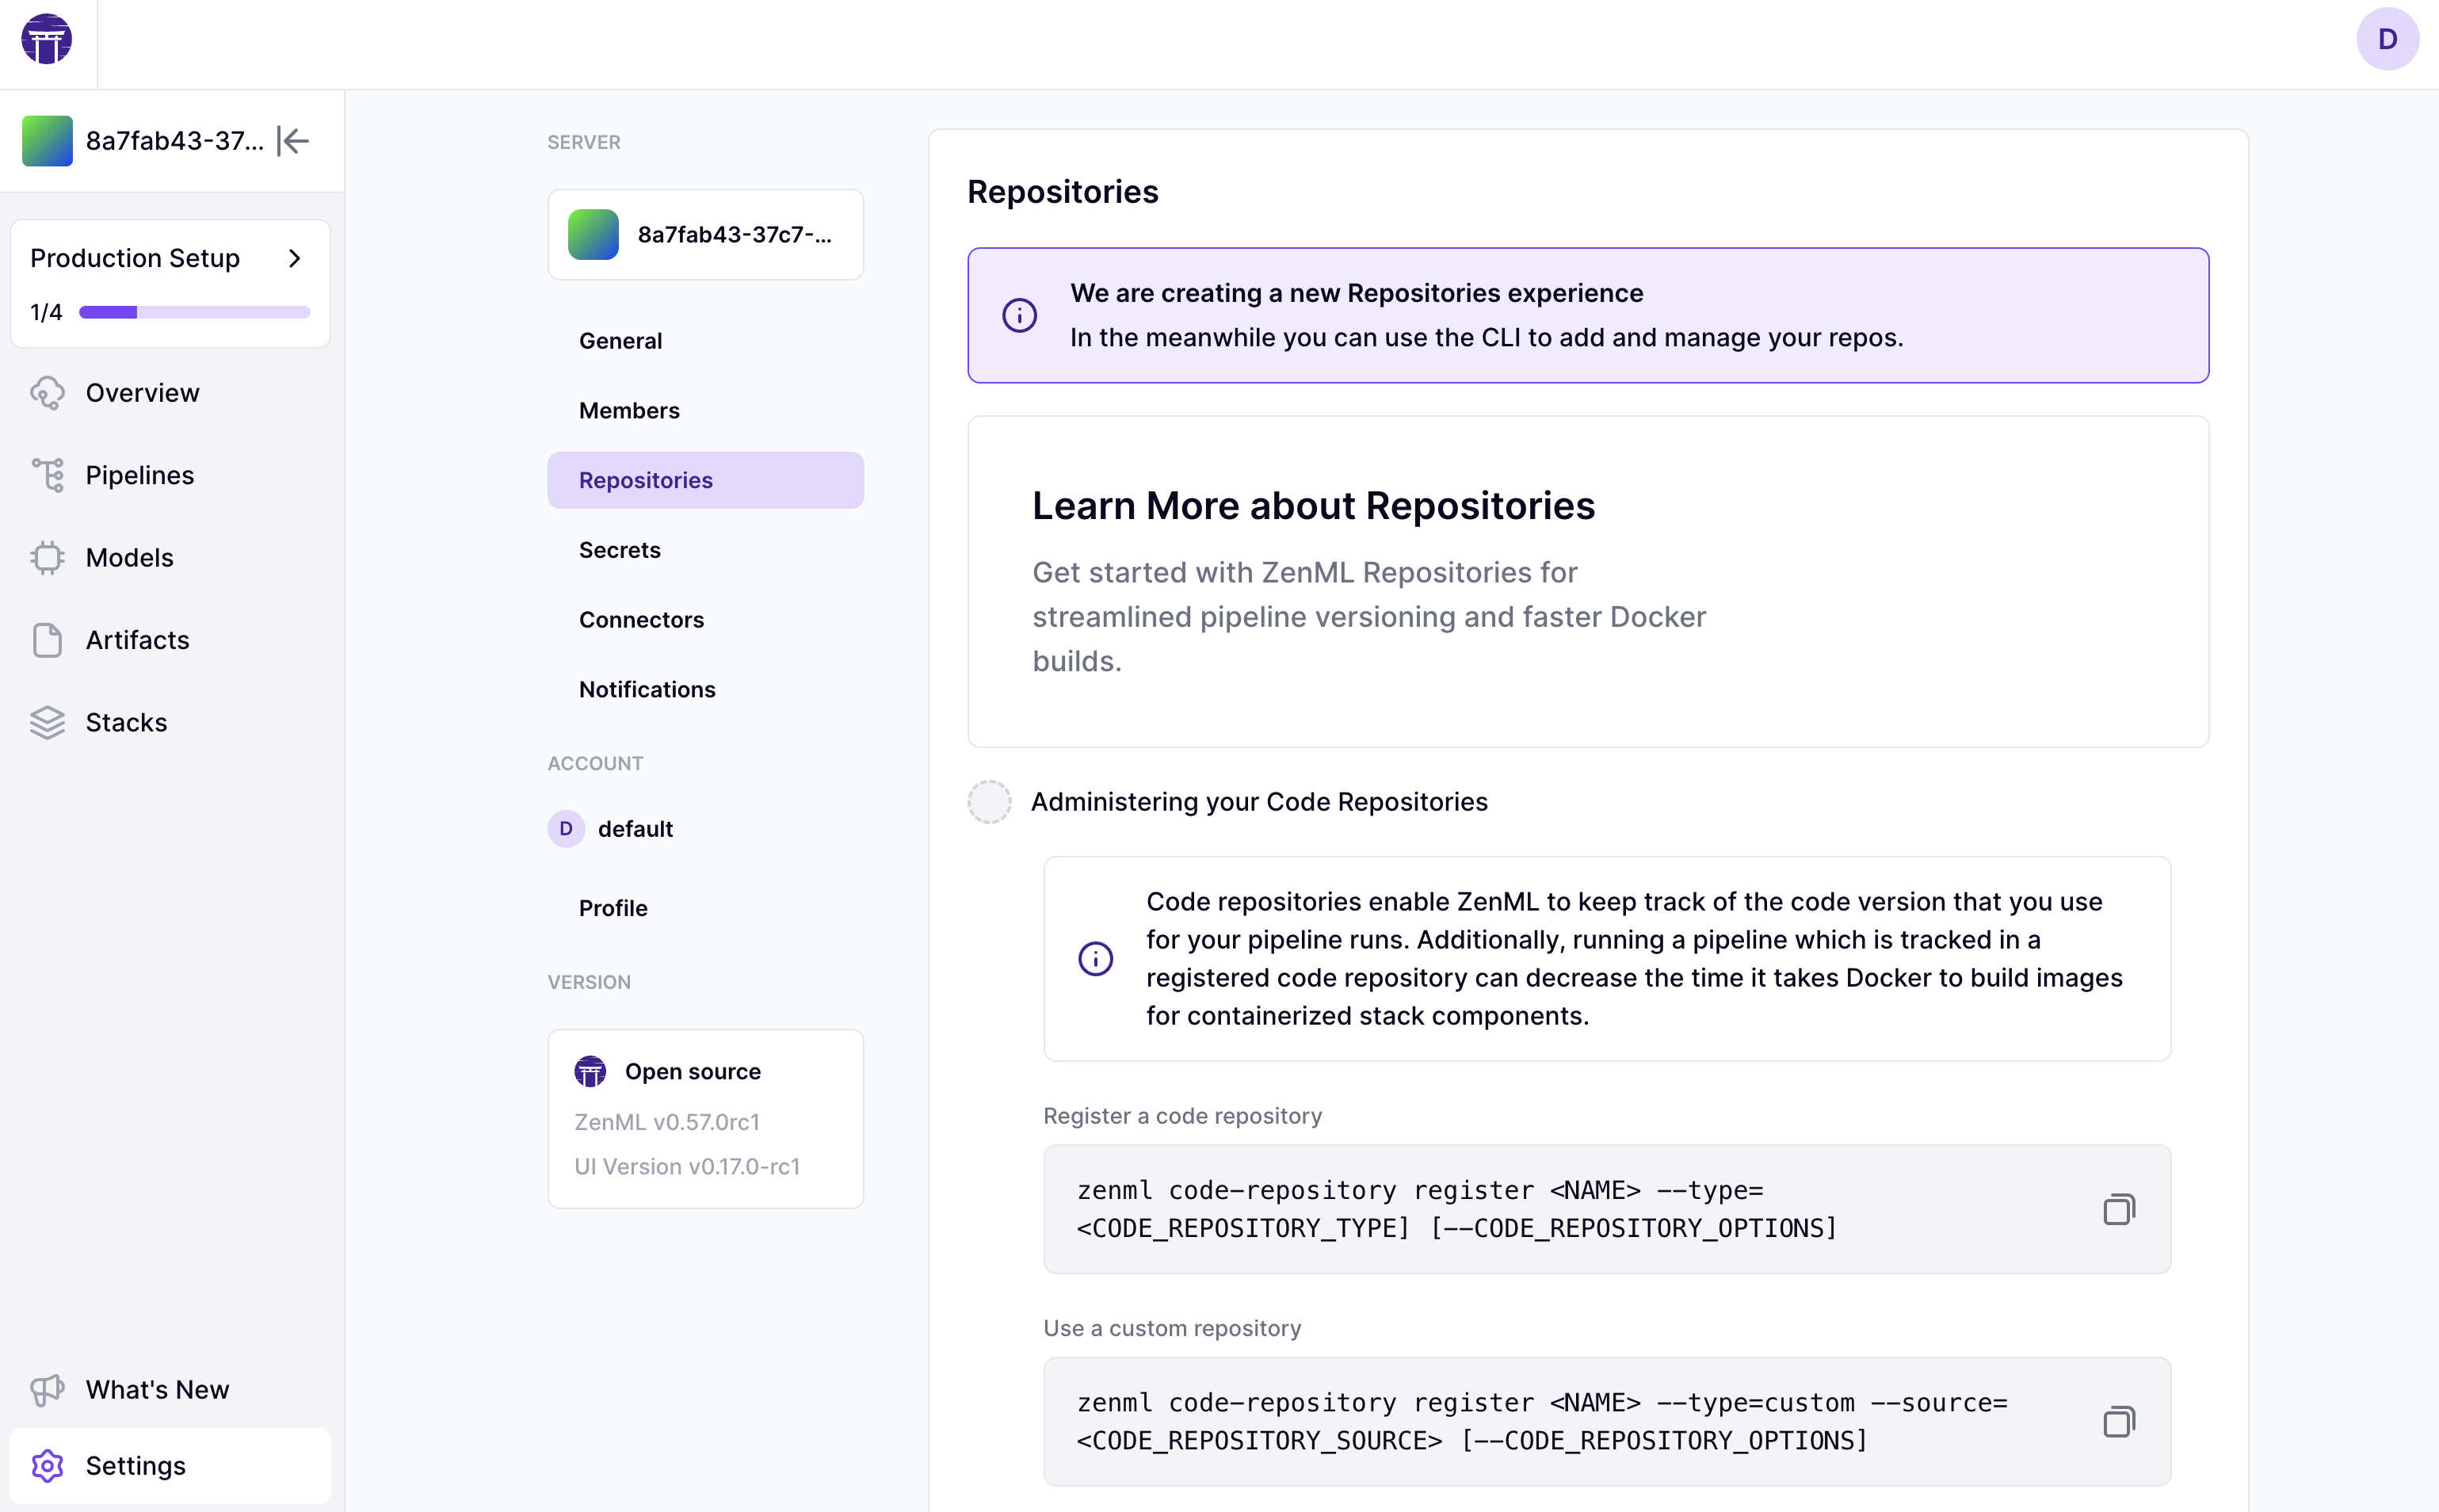 D
8a7fab43-37...
Production Setup
1/4
Overview
Pipelines
Models
Artifacts
Stacks
What's New
Settings
SERVER
8a7fab43-37c7-...
General
Members
Repositories
Secrets
Connectors
Notifications
ACCOUNT
D default
Profile
VERSION
Open source
ZenML v0.57.0rc1
UI Version v0.17.0-rc1
Repositories
We are creating a new Repositories experience
In the meanwhile you can use the CLI to add and manage your repos.
Learn More about Repositories
Get started with ZenML Repositories for
streamlined pipeline versioning and faster Docker
builds.
Administering your Code Repositories
Code repositories enable ZenML to keep track of the code version that you use
for your pipeline runs. Additionally, running a pipeline which is tracked in a
registered code repository can decrease the time it takes Docker to build images
for containerized stack components.
Register a code repository
zenml code-repository register <NAME> --type=
<CODE_REPOSITORY_TYPE] [--CODE_REPOSITORY_OPTIONS]
Use a custom repository
zenml code-repository register <NAME> --type=custom --source=
<CODE_REPOSITORY_SOURCE> [--CODE_REPOSITORY_OPTIONS]